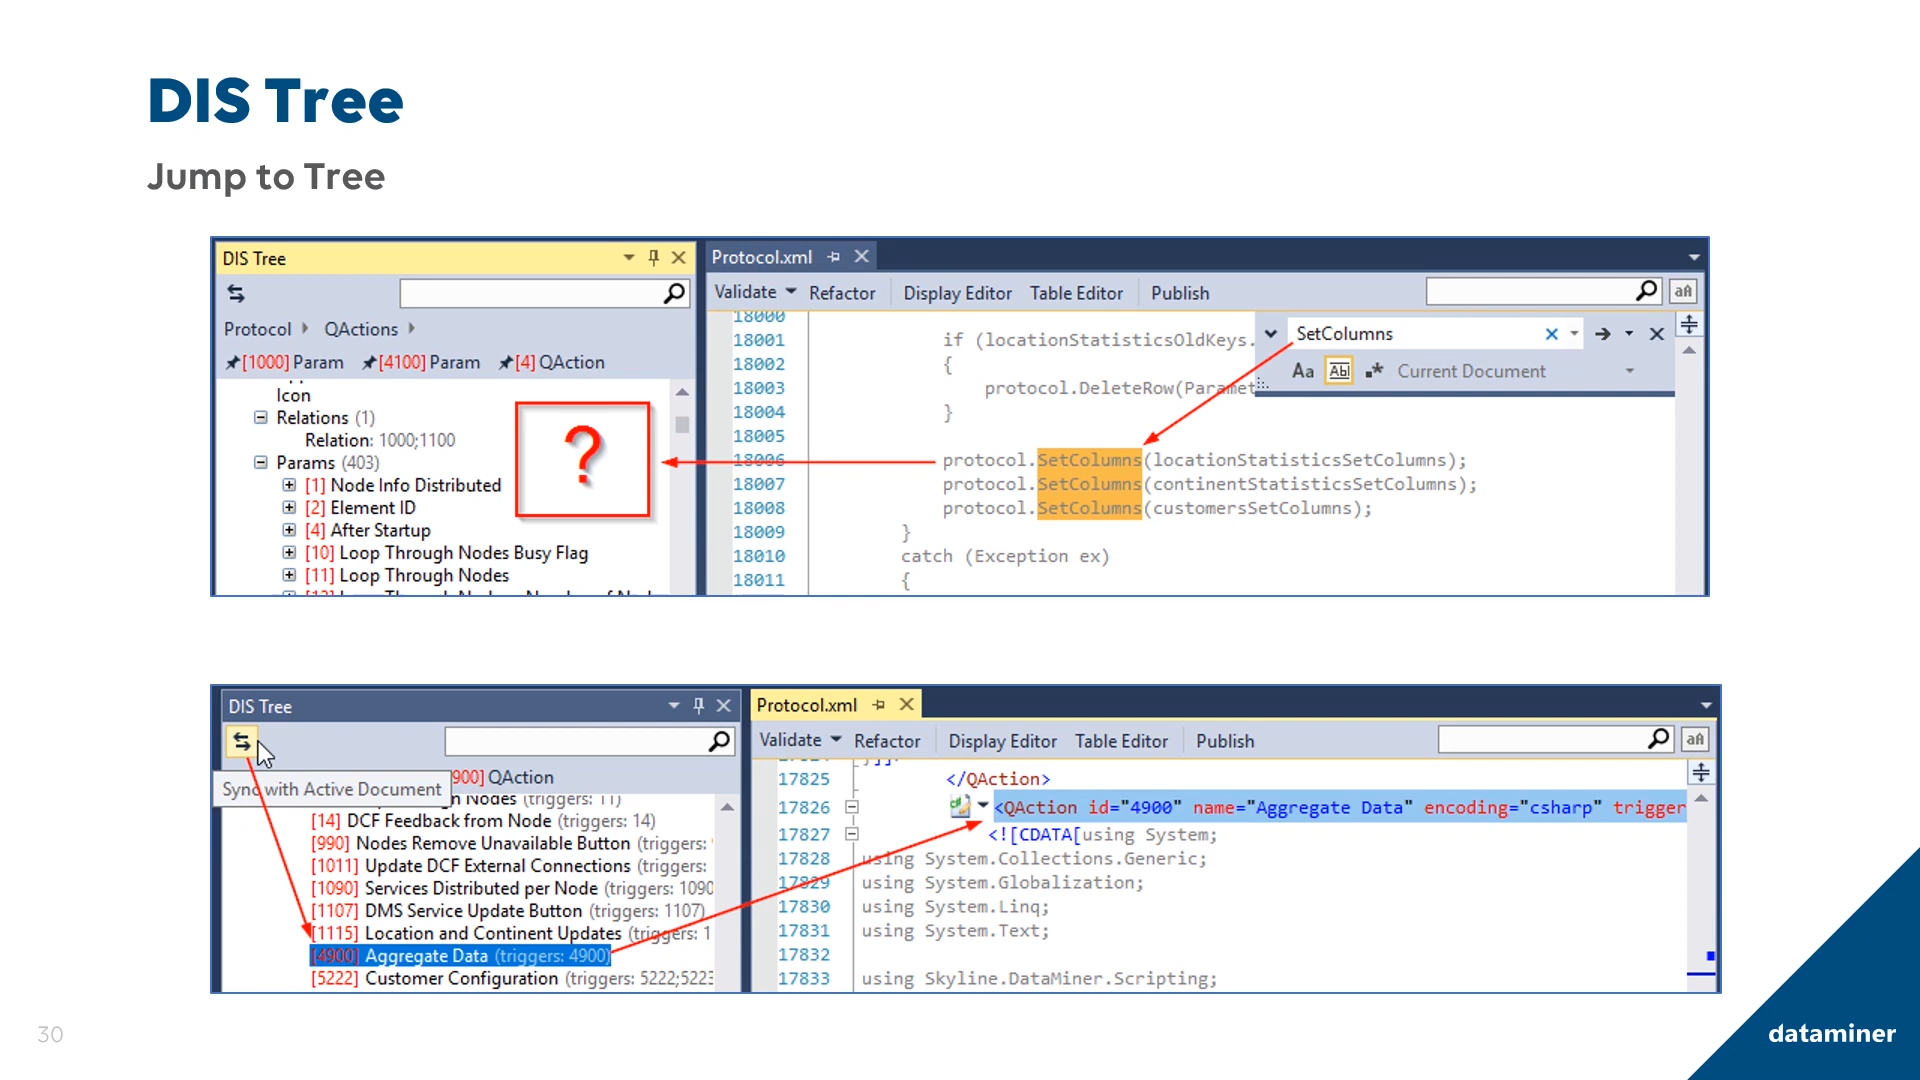 DIS Tree
Jump to Tree
DIS Tree
Protocol QActions
[1000] Param [4100] Param [4] QAction
Icon
Relations (1)
Relation: 1000;1100
Params (403)
[1] Node Info Distributed
[2] Element ID
[4] After Startup
[10] Loop Through Nodes Busy Flag
[11] Loop Through Nodes
?
Protocol.xml
Validate Refactor Display Editor Table Editor Publish
SetColumns
Aa Abl .* Current Document
18000
18001 if (locationStatisticsOldKeys.
18002 {
18003 protocol.DeleteRow(Paramet
18004 }
18005
18006 protocol.SetColumns(locationStatisticsSetColumns);
18007 protocol.SetColumns(continentStatisticsSetColumns);
18008 protocol.SetColumns(customersSetColumns);
18009 }
18010 catch (Exception ex)
18011 {
DIS Tree
Sync with Active Document
900] QAction
h Nodes (triggers: 11)
[14] DCF Feedback from Node (triggers: 14)
[990] Nodes Remove Unavailable Button (triggers:
[1011] Update DCF External Connections (triggers:
[1090] Services Distributed per Node (triggers: 1090
[1107] DMS Service Update Button (triggers: 1107)
[1115] Location and Continent Updates (triggers: 1
[4900] Aggregate Data (triggers: 4900)
[5222] Customer Configuration (triggers: 5222;5223
Protocol.xml
Validate Refactor Display Editor Table Editor Publish
17825 </QAction>
17826 <QAction id="4900" name="Aggregate Data" encoding="csharp" trigger
17827 <![CDATA[using System;
17828 using System.Collections.Generic;
17829 using System.Globalization;
17830 using System.Linq;
17831 using System.Text;
17832
17833 using Skyline.DataMiner.Scripting;
30
dataminer